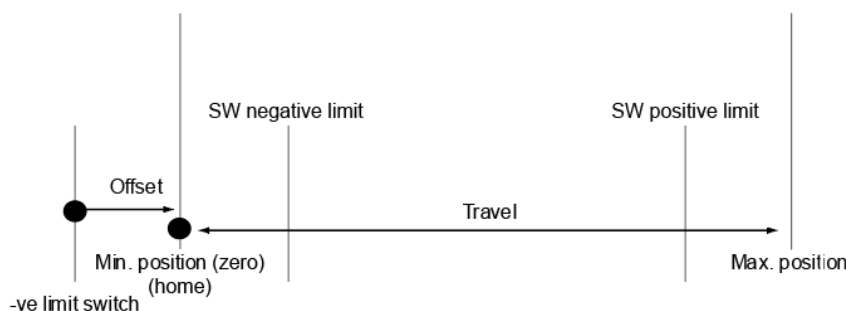 SW negative limit
SW positive limit
Offset
Travel
Min. position (zero)
(home)
Max. position
-ve limit switch